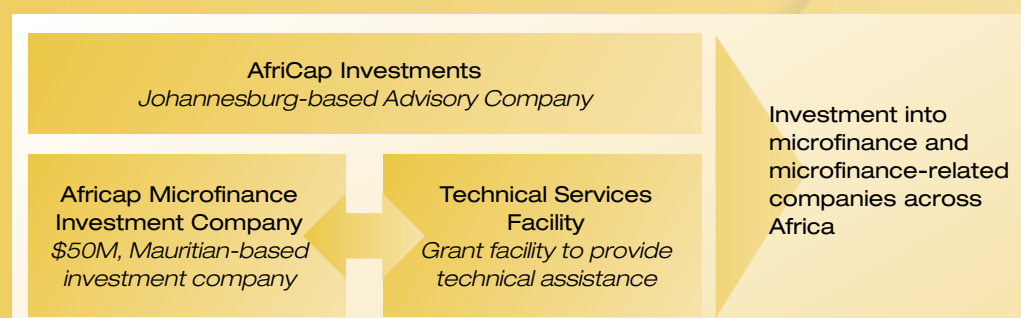 AfriCap Investments
Johannesburg-based Advisory Company
Africap Microfinance
Investment Company
$50M, Mauritian-based
investment company
Technical Services
Facility
Grant facility to provide
technical assistance
Investment into
microfinance and
microfinance-related
companies across
Africa